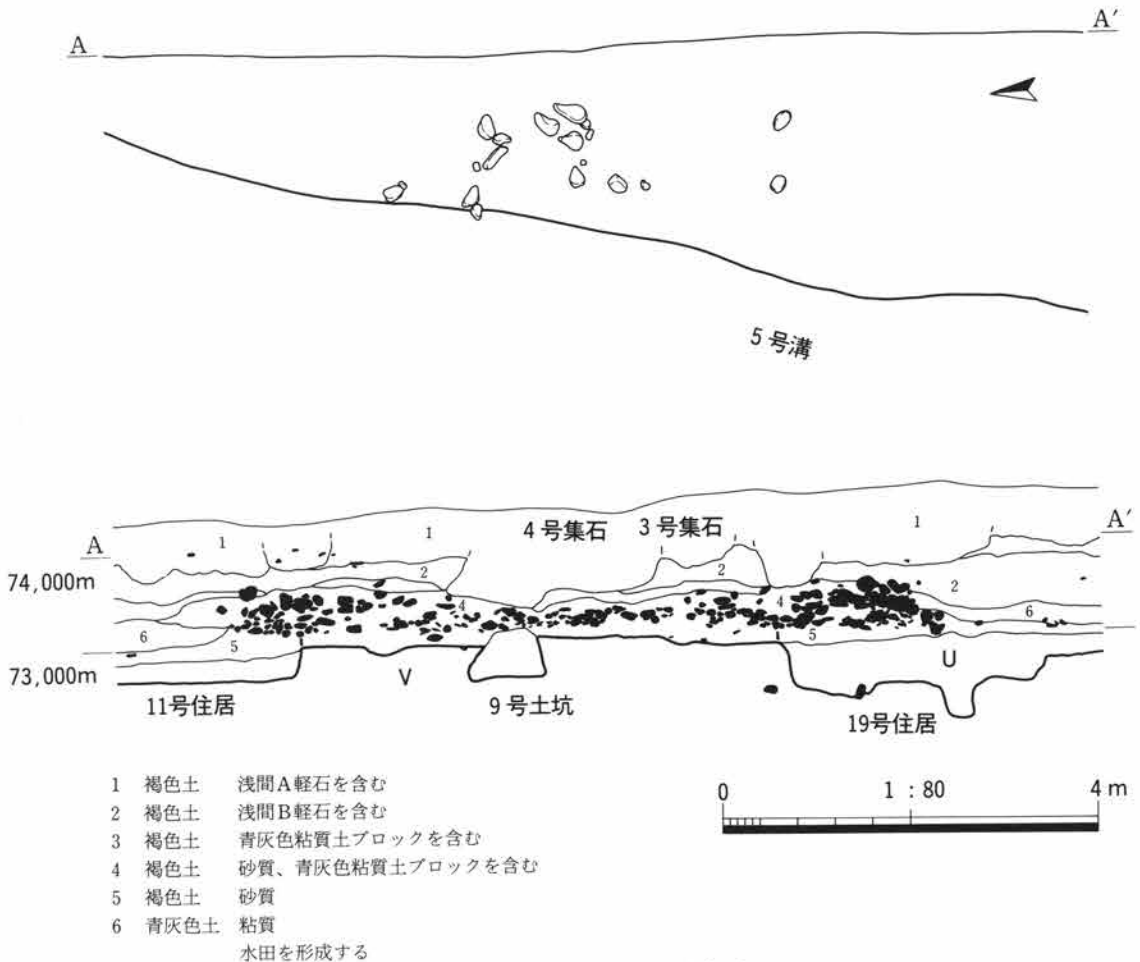 A A′
5号溝
1 1 4号集石 3号集石 1
A A′
2 2 2
74,000m
4 4
6 5 5 6
73,000m
V U
11号住居 9号土坑 19号住居
1 褐色土 浅間A軽石を含む
2 褐色土 浅間B軽石を含む
3 褐色土 青灰色粘質土ブロックを含む
4 褐色土 砂質、青灰色粘質土ブロックを含む
5 褐色土 砂質
6 青灰色土 粘質
水田を形成する
0 1:80 4m